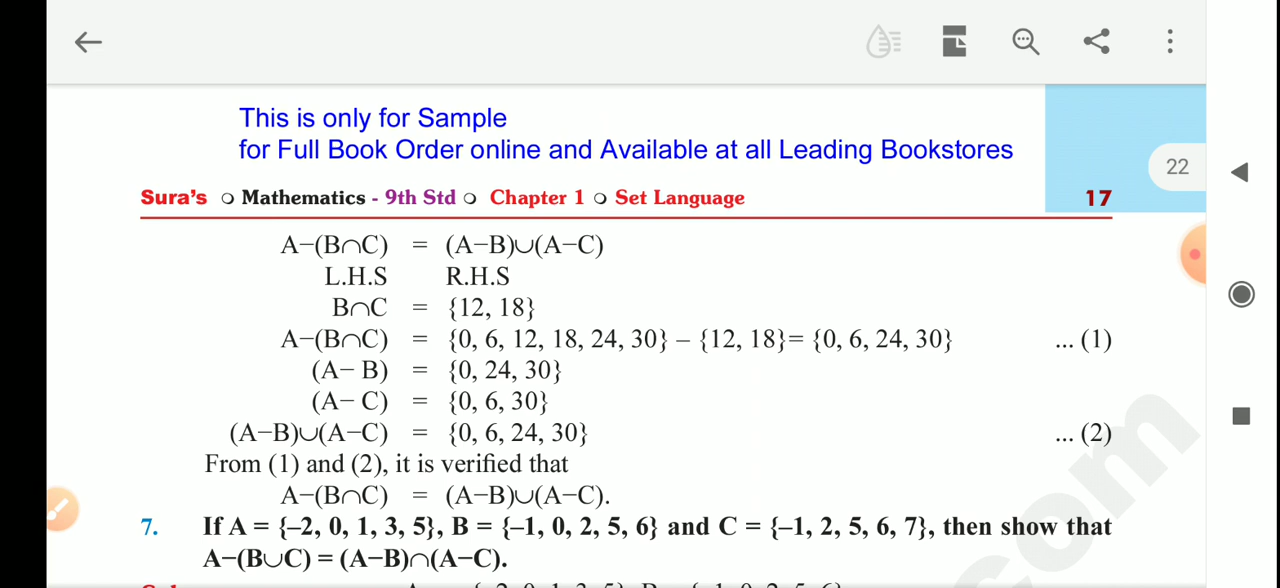 This is only for Sample
for Full Book Order online and Available at all Leading Bookstores
22
Sura's ○ Mathematics - 9th Std ○ Chapter 1 ○ Set Language 17
A−(B∩C) = (A−B)∪(A−C)
L.H.S R.H.S
B∩C = {12, 18}
A−(B∩C) = {0, 6, 12, 18, 24, 30} − {12, 18}= {0, 6, 24, 30} ... (1)
(A− B) = {0, 24, 30}
(A− C) = {0, 6, 30}
(A−B)∪(A−C) = {0, 6, 24, 30} ... (2)
From (1) and (2), it is verified that
A−(B∩C) = (A−B)∪(A−C).
7. If A = {–2, 0, 1, 3, 5}, B = {–1, 0, 2, 5, 6} and C = {–1, 2, 5, 6, 7}, then show that
A−(B∪C) = (A−B)∩(A−C).
com